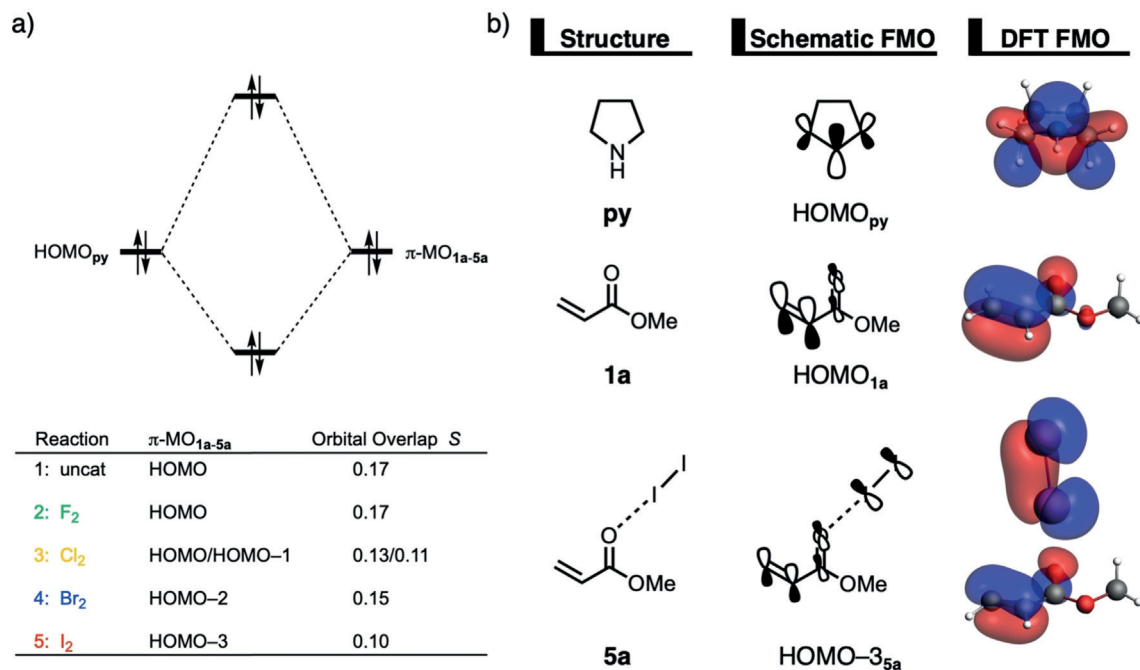 a)
HOMOpy
π-MO1a-5a
Reaction π-MO1a-5a Orbital Overlap S
1: uncat HOMO 0.17
2: F2 HOMO 0.17
3: Cl2 HOMO/HOMO–1 0.13/0.11
4: Br2 HOMO–2 0.15
5: I2 HOMO–3 0.10
b)
Structure Schematic FMO DFT FMO
N
H
py HOMOpy
O
OMe OMe
1a HOMO1a
I
I
O
OMe OMe
5a HOMO–35a